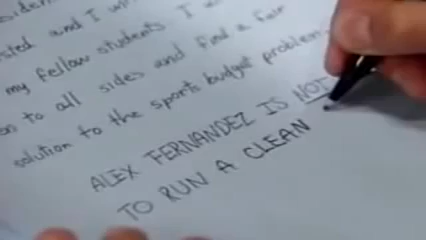 and I
my fellow students I
to all sides and find a fair
solution to the sports budget problem.
ALEX FERNANDEZ IS NOT
TO RUN A CLEAN